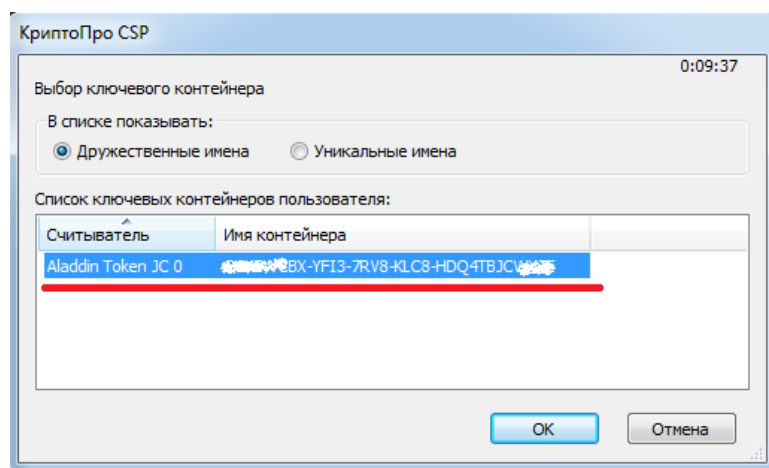 КриптоПро CSP
0:09:37
Выбор ключевого контейнера
В списке показывать:
Дружественные имена Уникальные имена
Список ключевых контейнеров пользователя:
Считыватель Имя контейнера
Aladdin Token JC 0 BX-YFI3-7RV8-KLC8-HDQ4TBJC
OK Отмена